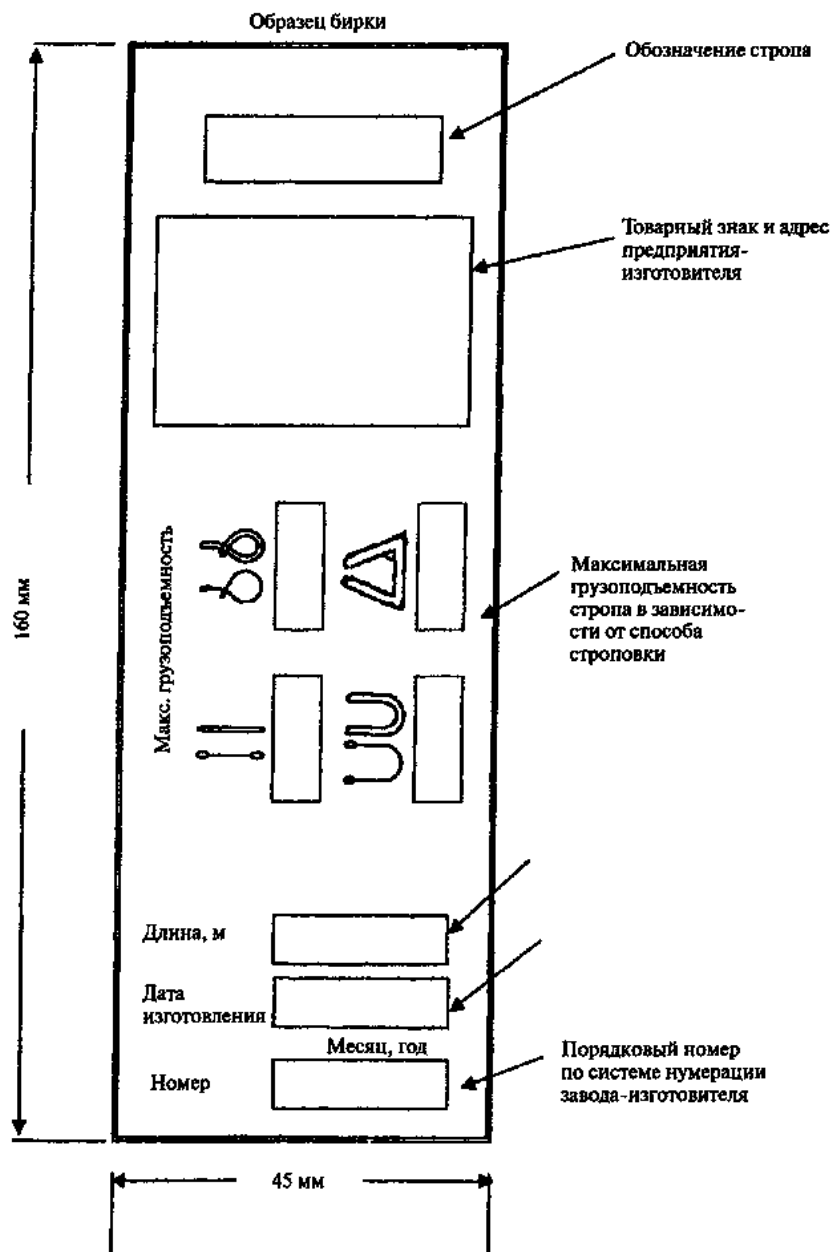 Образец бирки
Обозначение стропа
Товарный знак и адрес
предприятия-
изготовителя
Макс. грузоподъемность
Максимальная
грузоподъемность
стропа в зависимо-
сти от способа
строповки
160 мм
Длина, м
Дата
изготовления
Месяц, год
Номер
Порядковый номер
по системе нумерации
завода-изготовителя
45 мм